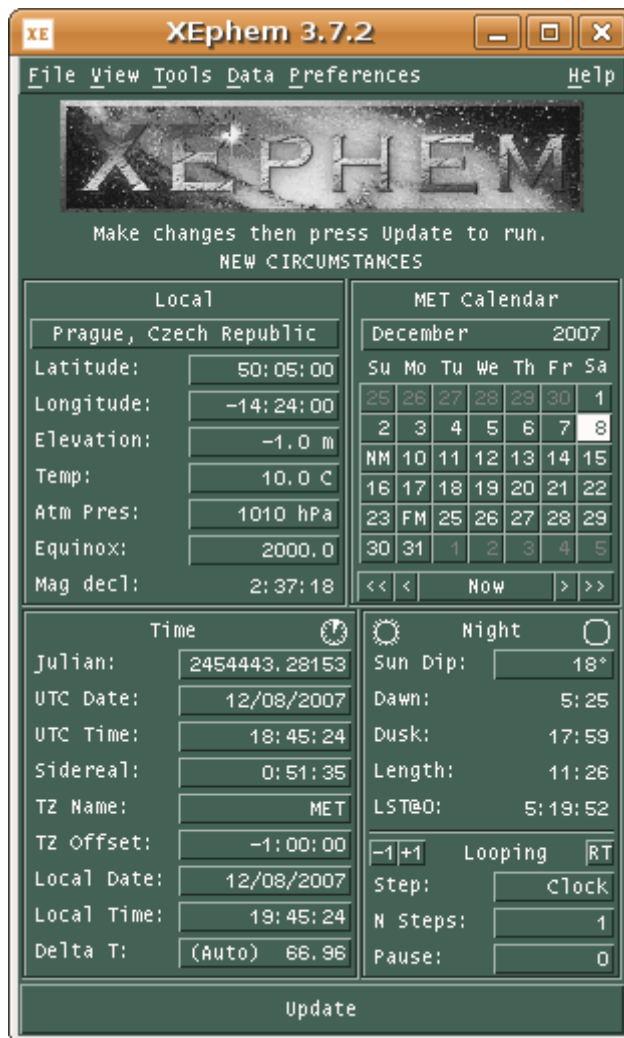 XE XEphem 3.7.2
File View Tools Data Preferences Help
XEPHEM
Make changes then press Update to run.
NEW CIRCUMSTANCES
Local
Prague, Czech Republic
Latitude: 50:05:00
Longitude: -14:24:00
Elevation: -1.0 m
Temp: 10.0 C
Atm Pres: 1010 hPa
Equinox: 2000.0
Mag decl: 2:37:18
MET Calendar
December 2007
Su Mo Tu We Th Fr Sa
25 26 27 28 29 30 1
2 3 4 5 6 7 8
NM 10 11 12 13 14 15
16 17 18 19 20 21 22
23 FM 25 26 27 28 29
30 31 1 2 3 4 5
<< < Now > >>
Time
Julian: 2454443.28153
UTC Date: 12/08/2007
UTC Time: 18:45:24
Sidereal: 0:51:35
TZ Name: MET
TZ Offset: -1:00:00
Local Date: 12/08/2007
Local Time: 19:45:24
Delta T: (Auto) 66.96
Night
Sun Dip: 18°
Dawn: 5:25
Dusk: 17:59
Length: 11:26
LST@0: 5:19:52
-1 +1 Looping RT
Step: Clock
N Steps: 1
Pause: 0
Update